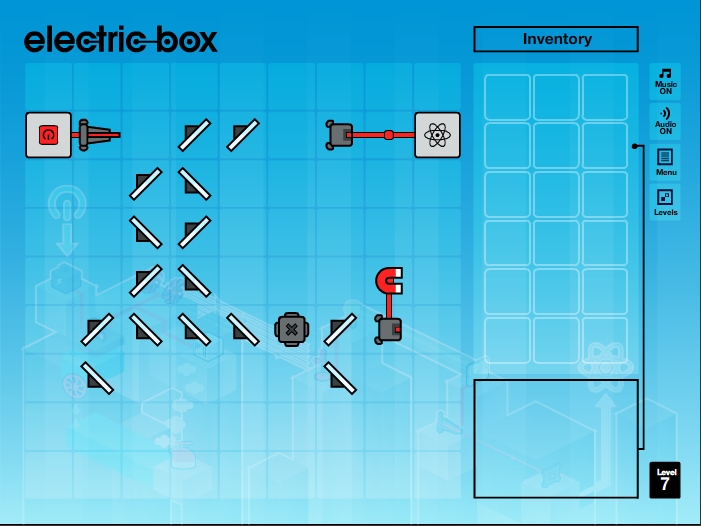 electric box
Inventory
Music
ON
Audio
ON
Menu
Levels
Level
7